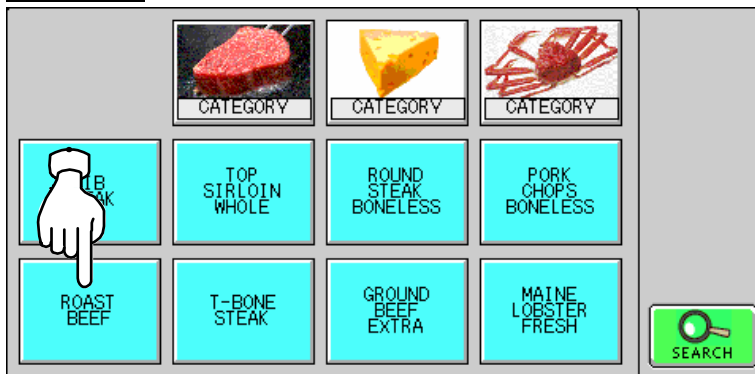 CATEGORY CATEGORY CATEGORY
TOP
SIRLOIN
WHOLE
ROUND
STEAK
BONELESS
PORK
CHOPS
BONELESS
ROAST
BEEF
T-BONE
STEAK
GROUND
BEEF
EXTRA
MAINE
LOBSTER
FRESH
SEARCH